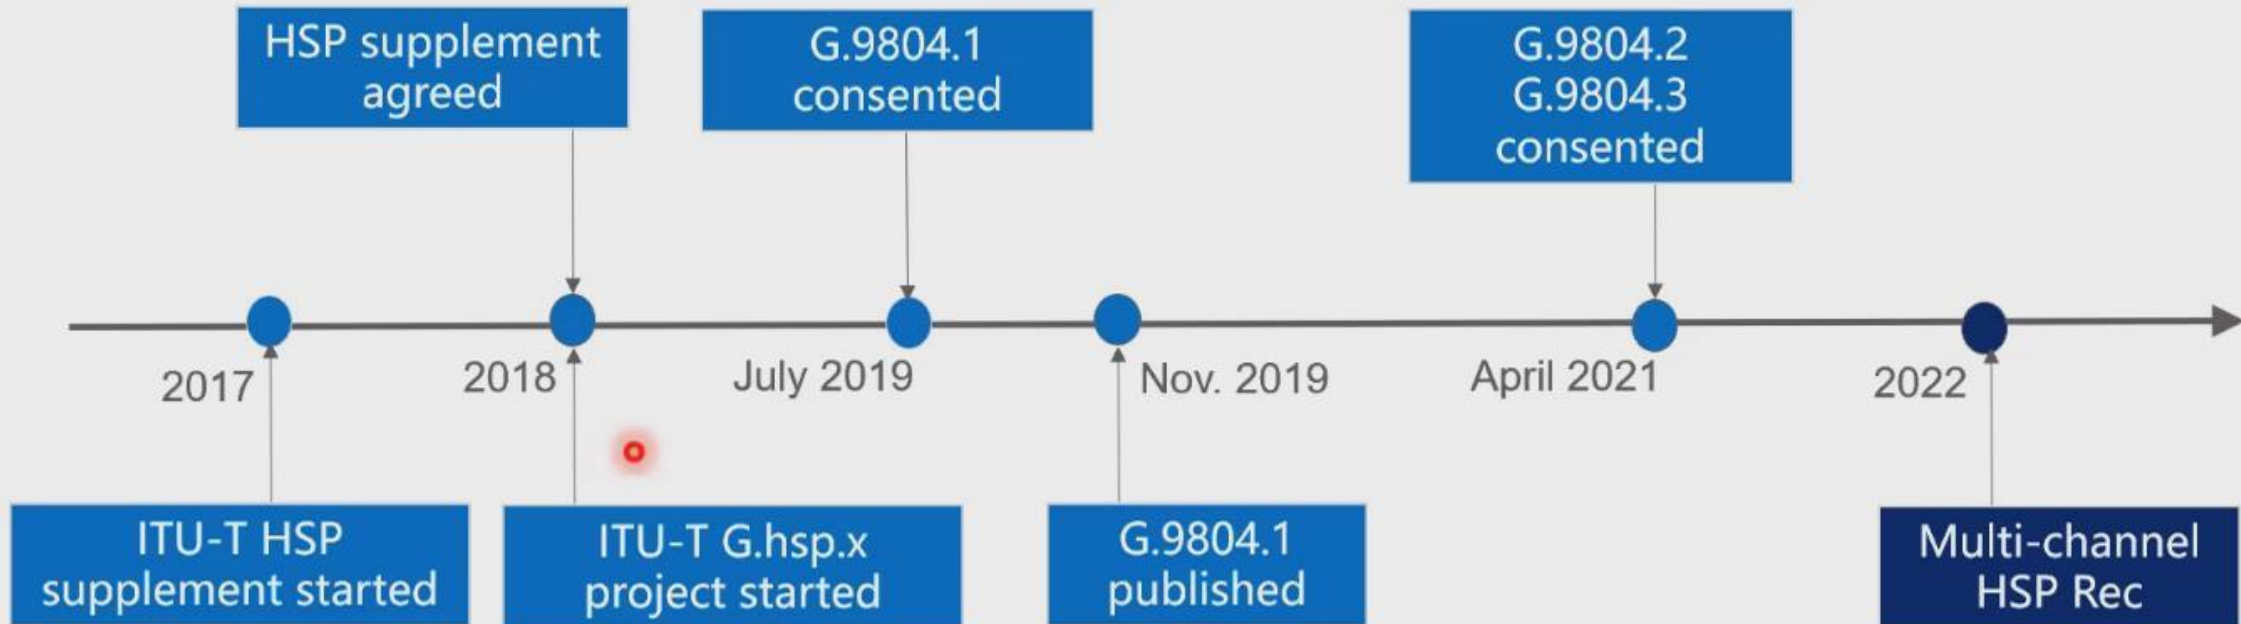 HSP supplement
agreed
G.9804.1
consented
G.9804.2
G.9804.3
consented
2017
2018
July 2019
Nov. 2019
April 2021
2022
ITU-T HSP
supplement started
ITU-T G.hsp.x
project started
G.9804.1
published
Multi-channel
HSP Rec